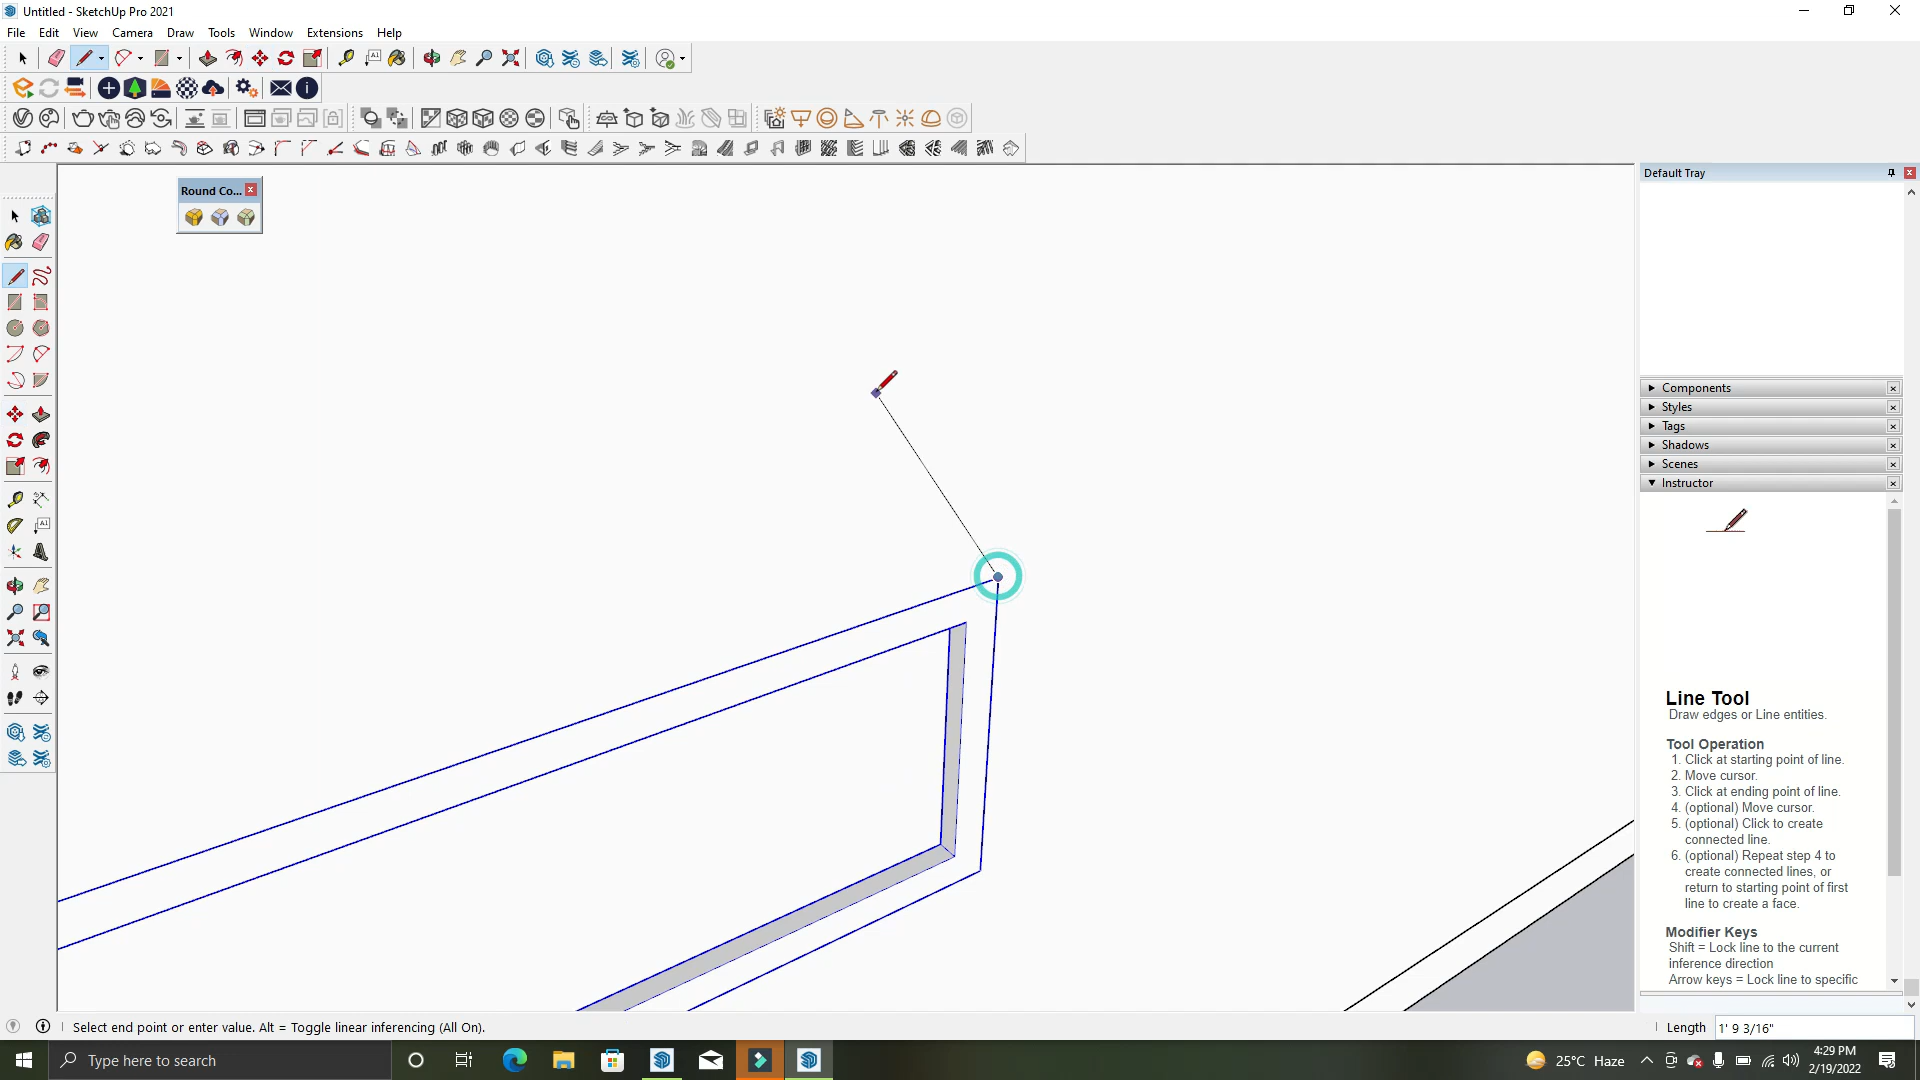 Untitled - SketchUp Pro 2021
File Edit View Camera Draw Tools Window Extensions Help
A1
i
Round Co...
Default Tray
Components
Styles
Tags
Shadows
Scenes
Instructor
A1
Line Tool
Draw edges or Line entities.
Tool Operation
1. Click at starting point of line.
2. Move cursor.
3. Click at ending point of line.
4. (optional) Move cursor.
5. (optional) Click to create
connected line.
6. (optional) Repeat step 4 to
create connected lines, or
return to starting point of first
line to create a face.
Modifier Keys
Shift = Lock line to the current
inference direction
Arrow keys = Lock line to specific
Select end point or enter value. Alt = Toggle linear inferencing (All On).
Length 1' 9 3/16"
Type here to search
25°C Haze
4:29 PM
2/19/2022